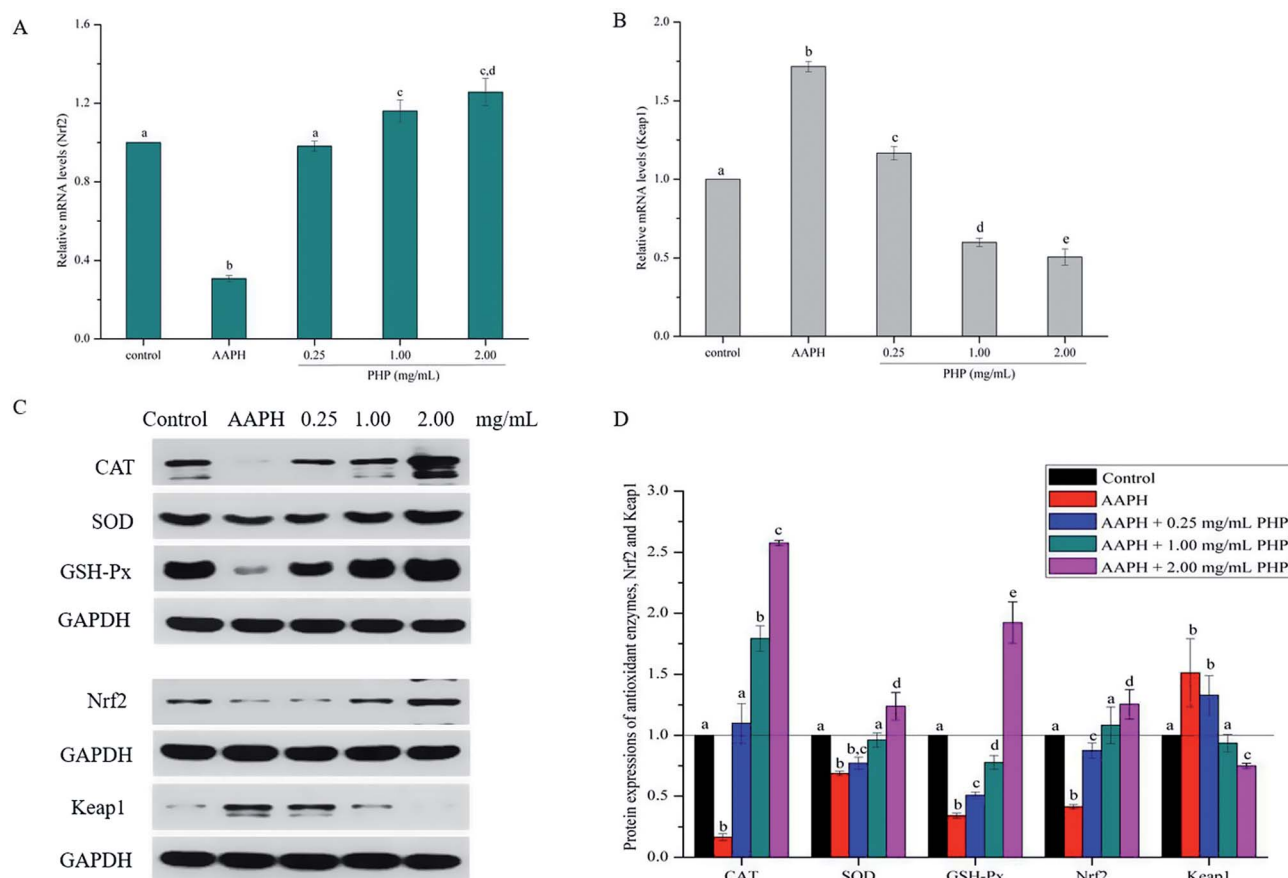 A
Relative mRNA levels (Nrf2)
1.6
1.2
0.8
0.4
0.0
a
b
a
c
c,d
control
AAPH
0.25
1.00
2.00
PHP (mg/mL)
B
Relative mRNA levels (Keap1)
2.0
1.5
1.0
0.5
0.0
a
b
c
d
e
control
AAPH
0.25
1.00
2.00
PHP (mg/mL)
C
Control AAPH 0.25 1.00 2.00 mg/mL
CAT
SOD
GSH-Px
GAPDH
Nrf2
GAPDH
Keap1
GAPDH
D
Control
AAPH
AAPH + 0.25 mg/mL PHP
AAPH + 1.00 mg/mL PHP
AAPH + 2.00 mg/mL PHP
Protein expressions of antioxidant enzymes, Nrf2 and Keap1
3.0
2.5
2.0
1.5
1.0
0.5
0.0
a b a b c
a b b,c a d
a b c d e
a b c a d
a b b a c
CAT SOD GSH-Px Nrf2 Keap1